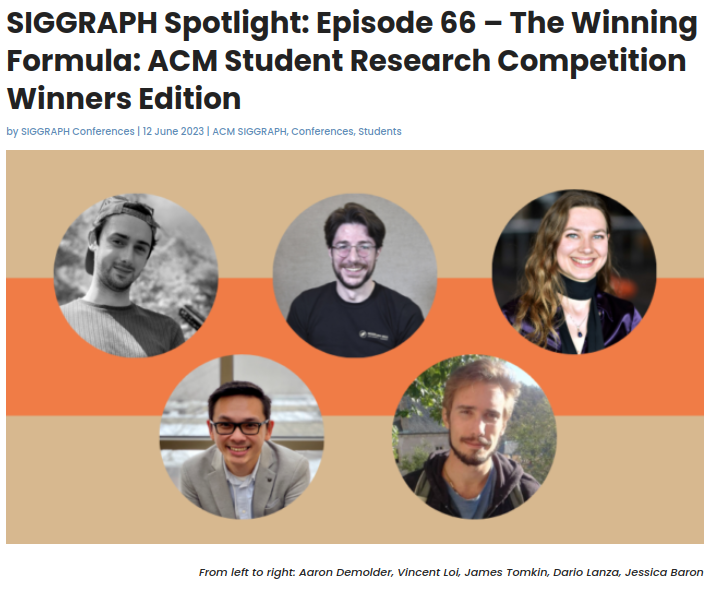 SIGGRAPH Spotlight: Episode 66 – The Winning
Formula: ACM Student Research Competition
Winners Edition
by SIGGRAPH Conferences | 12 June 2023 | ACM SIGGRAPH, Conferences, Students
From left to right: Aaron Demolder, Vincent Loi, James Tomkin, Dario Lanza, Jessica Baron